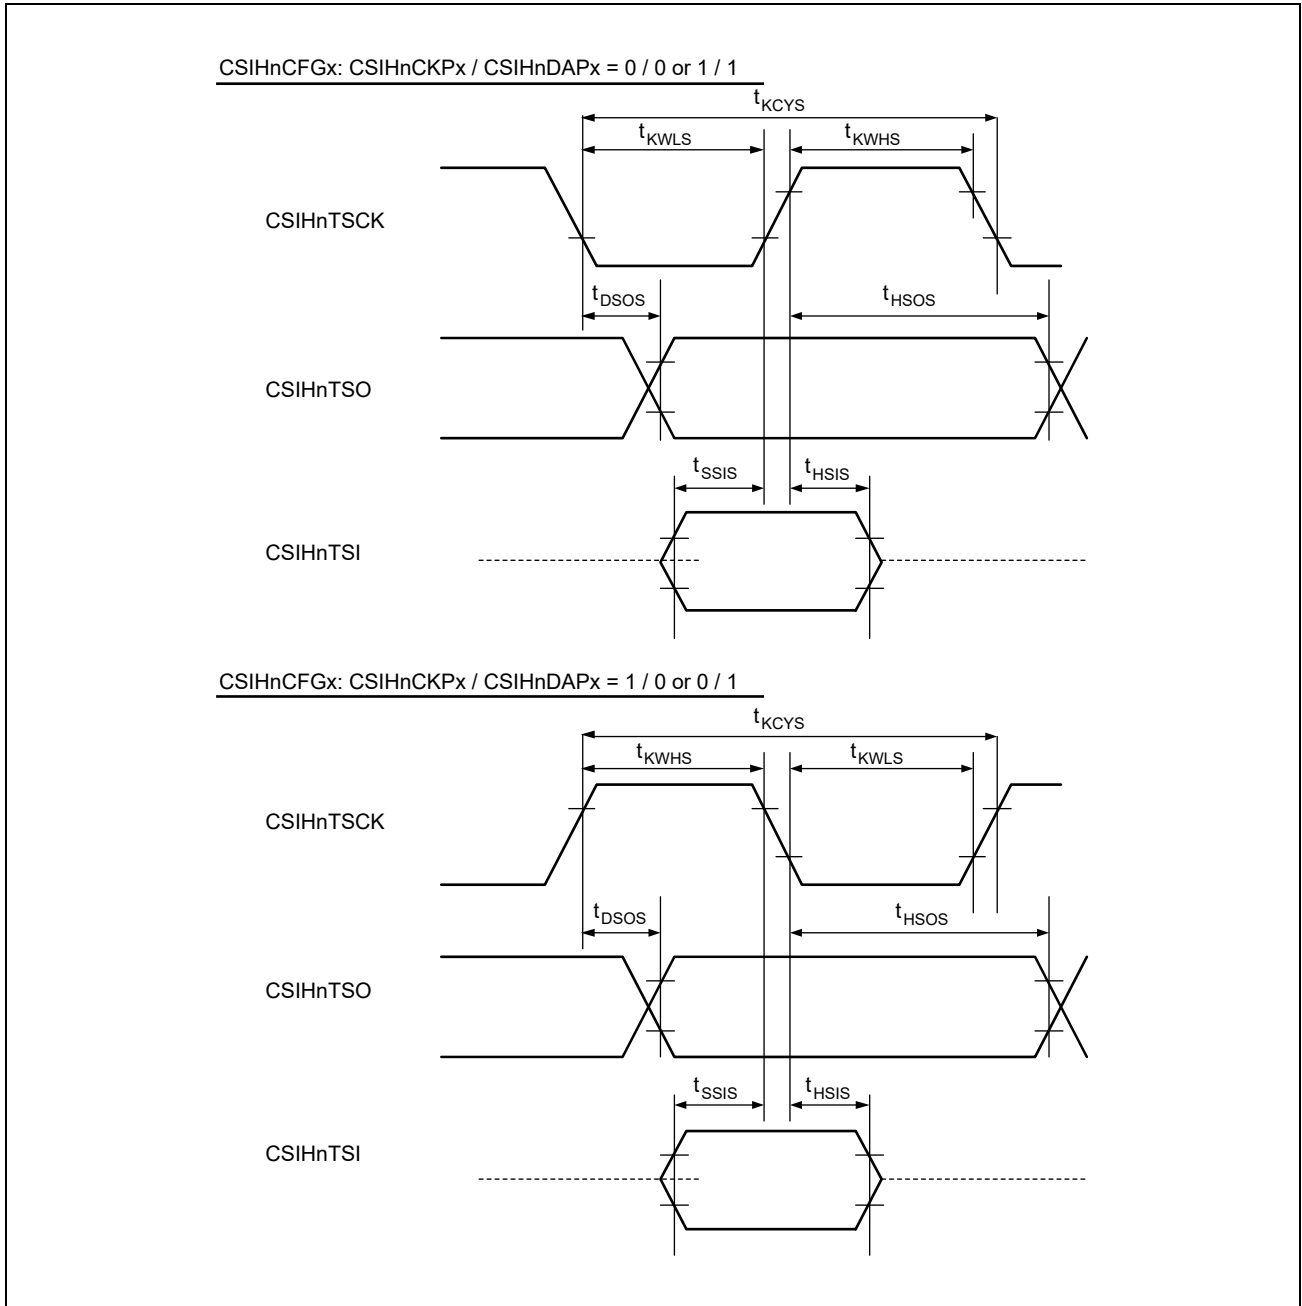 CSIHnCFGx: CSIHnCKPx / CSIHnDAPx = 0 / 0 or 1 / 1
tKCYS
tKWLS
tKWHS
CSIHnTSCK
tDSOS
tHSOS
CSIHnTSO
tSSIS
tHSIS
CSIHnTSI
CSIHnCFGx: CSIHnCKPx / CSIHnDAPx = 1 / 0 or 0 / 1
tKCYS
tKWHS
tKWLS
CSIHnTSCK
tDSOS
tHSOS
CSIHnTSO
tSSIS
tHSIS
CSIHnTSI